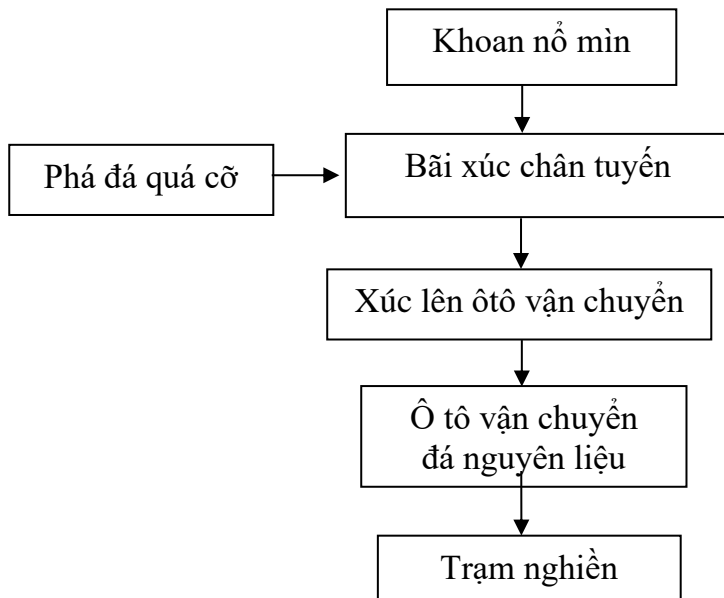 Khoan nổ mìn
Phá đá quá cỡ
Bãi xúc chân tuyến
Xúc lên ôtô vận chuyển
Ô tô vận chuyển
đá nguyên liệu
Trạm nghiền